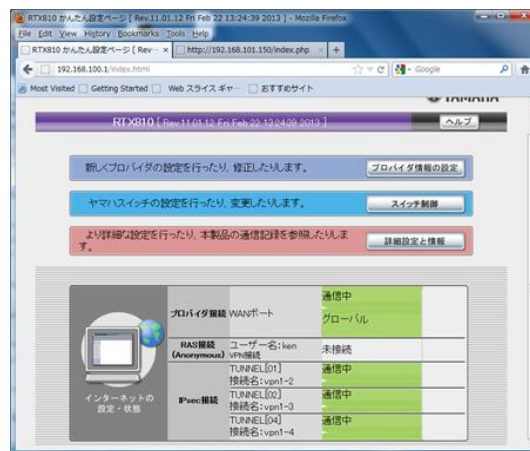 RTX810 かんたん設定ページ [ Rev.11.01.12 Fri Feb 22 13:24:39 2013 ] - Mozilla Firefox
File Edit View History Bookmarks Tools Help
RTX810 かんたん設定ページ [ Rev… × http://192.168.101.150/index.php × +
192.168.100.1/index.html Google
Most Visited Getting Started Web スライス ギャ… おすすめサイト
YAMAHA
RTX810 [ Rev.11.01.12 Fri Feb 22 13:24:39 2013 ] ヘルプ
新しくプロバイダの設定を行ったり、修正したりします。 プロバイダ情報の設定
ヤマハスイッチの設定を行ったり、変更したりします。 スイッチ制御
より詳細な設定を行ったり、本製品の通信記録を参照したりしま
す。 詳細設定と情報
プロバイダ接続 WANポート 通信中
グローバル
RAS接続 ユーザー名:ken 未接続
(Anonymous) VPN接続
TUNNEL[01] 通信中
接続名:vpn1-2
IPsec接続 TUNNEL[02] 通信中
接続名:vpn1-3
TUNNEL[04] 通信中
接続名:vpn1-4
インターネットの
設定・状態